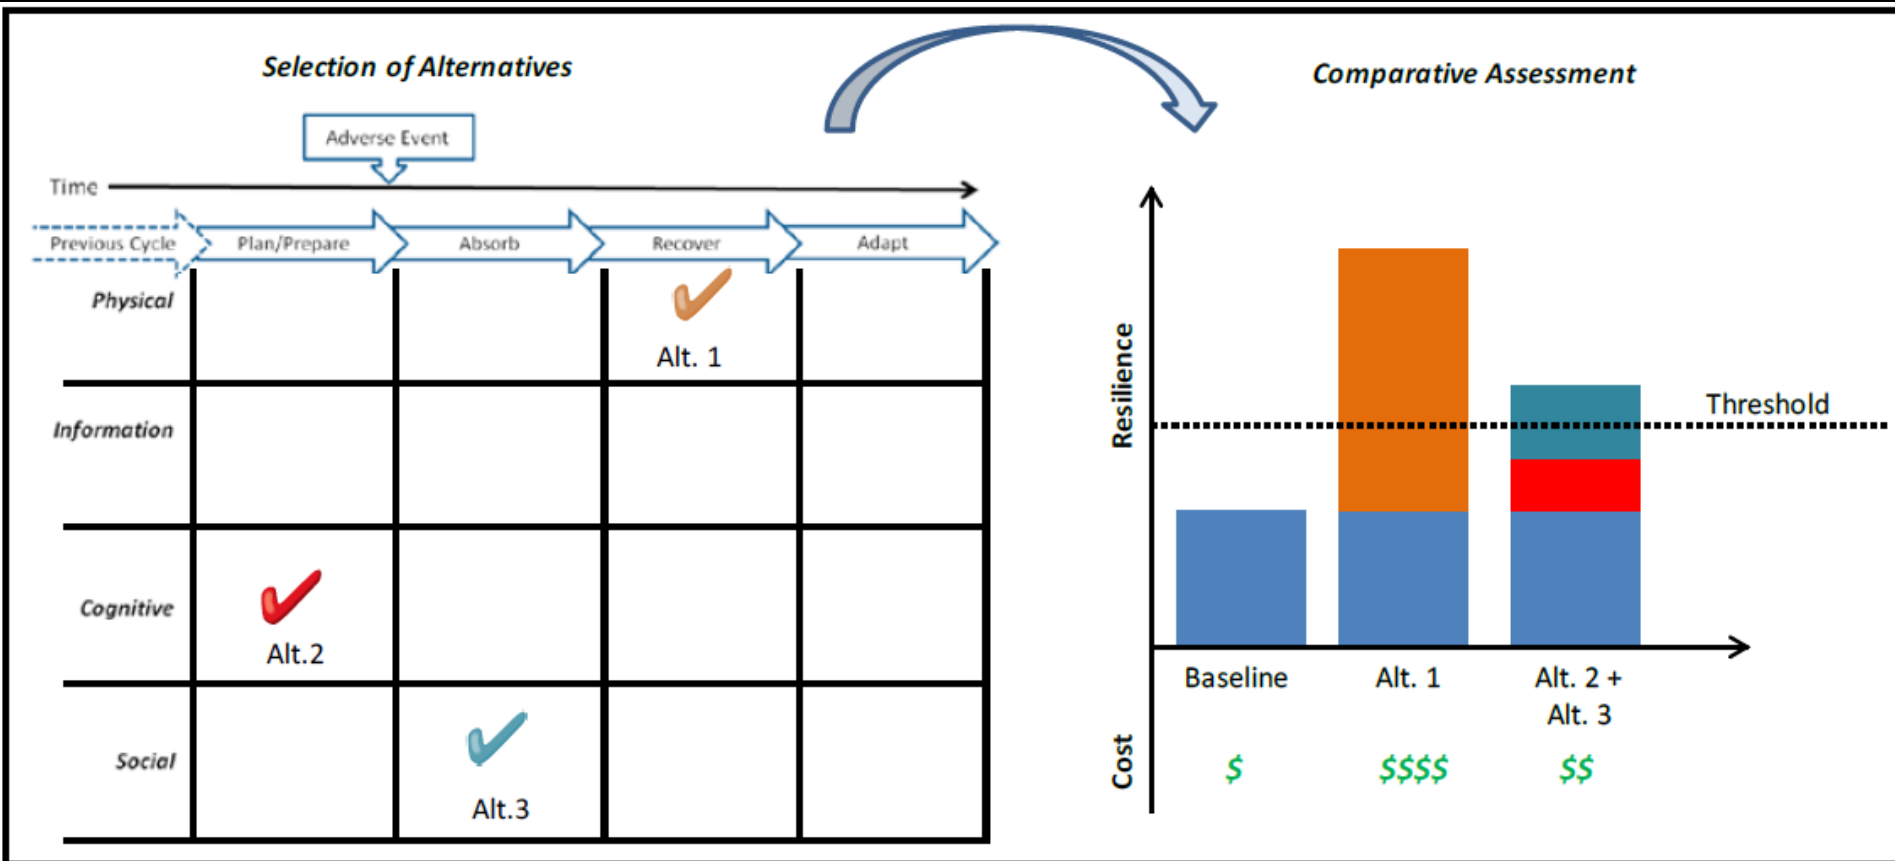 Selection of Alternatives
Adverse Event
Time
Previous Cycle
Plan/Prepare
Absorb
Recover
Adapt
Physical
Alt. 1
Information
Cognitive
Alt.2
Social
Alt.3
Comparative Assessment
Resilience
Threshold
Baseline
Alt. 1
Alt. 2 +
Alt. 3
Cost
$
$$$$
$$